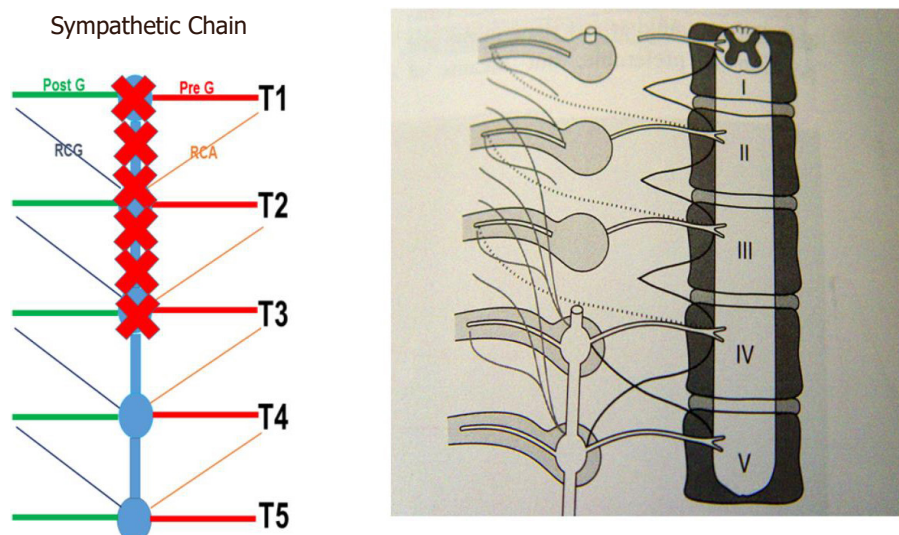 Sympathetic Chain
Post G
Pre G
T1
RCG
RCA
T2
T3
T4
T5
I
II
III
IV
V